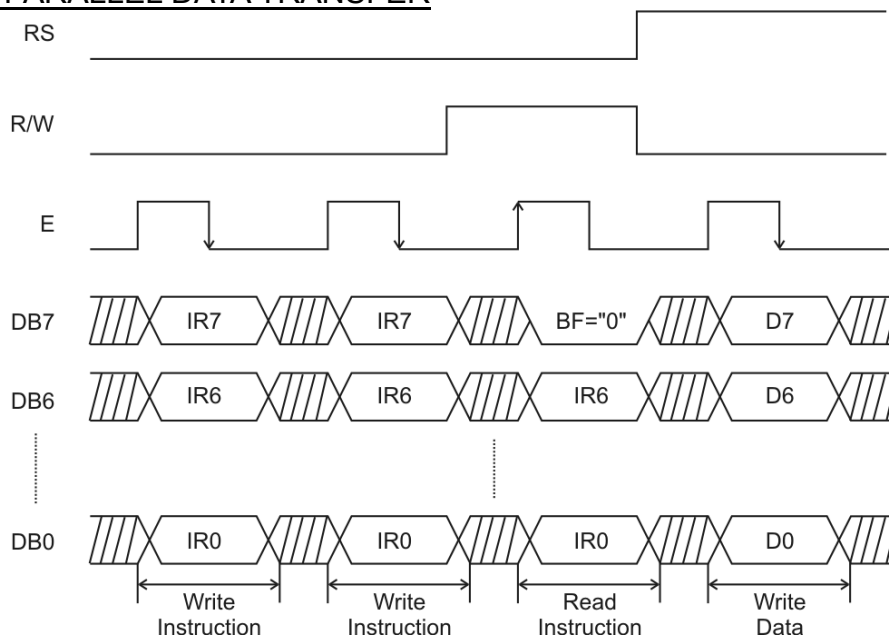 PARALLEL DATA TRANSFER
RS
R/W
E
DB7 IR7 IR7 BF="0" D7
DB6 IR6 IR6 IR6 D6
DB0 IR0 IR0 IR0 D0
Write Write Read Write
Instruction Instruction Instruction Data